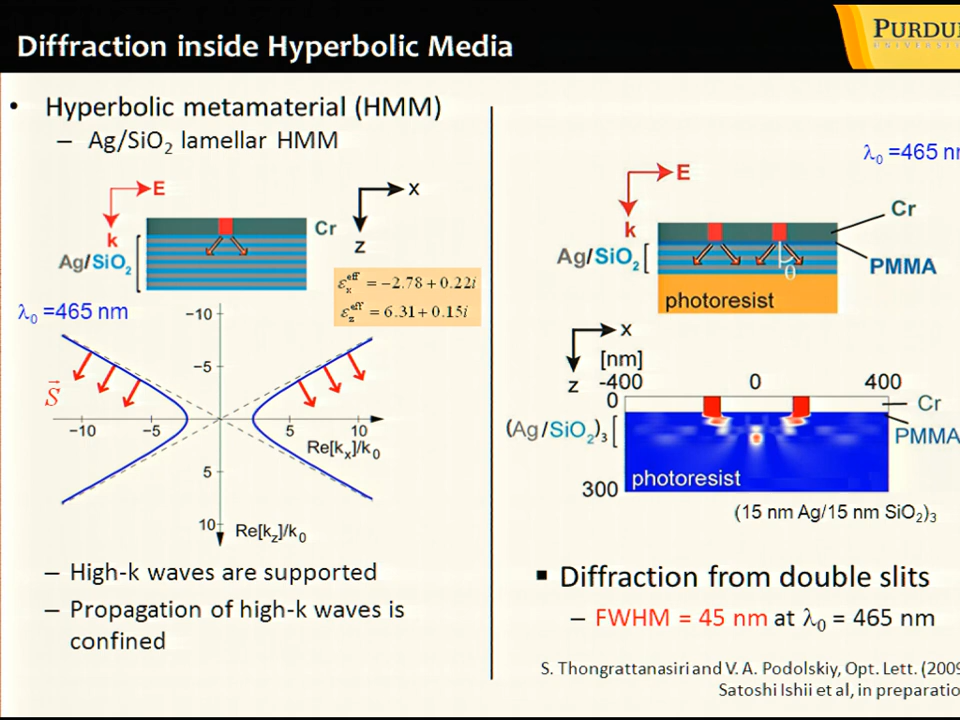 Diffraction inside Hyperbolic Media
PURDU
• Hyperbolic metamaterial (HMM)
– Ag/SiO₂ lamellar HMM
E
k
x
z
Cr
Ag/SiO₂
λ₀ =465 nm
εₓᵉᶠᶠ = −2.78+0.22i
ε_zᵉᶠᶠ = 6.31+0.15i
S
−10
−5
−10
−5
5
10
Re[kₓ]/k₀
5
10
Re[k_z]/k₀
– High-k waves are supported
– Propagation of high-k waves is
confined
λ₀ =465 n
E
k
Cr
Ag/SiO₂
PMMA
θ
photoresist
x
z
[nm]
-400
0
400
0
Cr
(Ag/SiO₂)₃
PMMA
photoresist
300
(15 nm Ag/15 nm SiO₂)₃
▪ Diffraction from double slits
– FWHM = 45 nm at λ₀ = 465 nm
S. Thongrattanasiri and V. A. Podolskiy, Opt. Lett. (2009
Satoshi Ishii et al, in preparatio